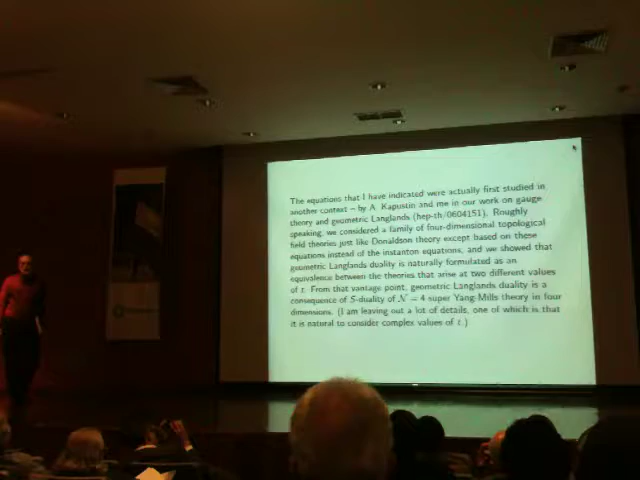 The equations that I have indicated were actually first studied in
another context – by A. Kapustin and me in our work on gauge
theory and geometric Langlands (hep-th/0604151). Roughly
speaking, we considered a family of four-dimensional topological
field theories just like Donaldson theory except based on these
equations instead of the instanton equations, and we showed that
geometric Langlands duality is naturally formulated as an
equivalence between the theories that arise at two different values
of t. From that vantage point, geometric Langlands duality is a
consequence of S-duality of N = 4 super Yang-Mills theory in four
dimensions. (I am leaving out a lot of details, one of which is that
it is natural to consider complex values of t.)